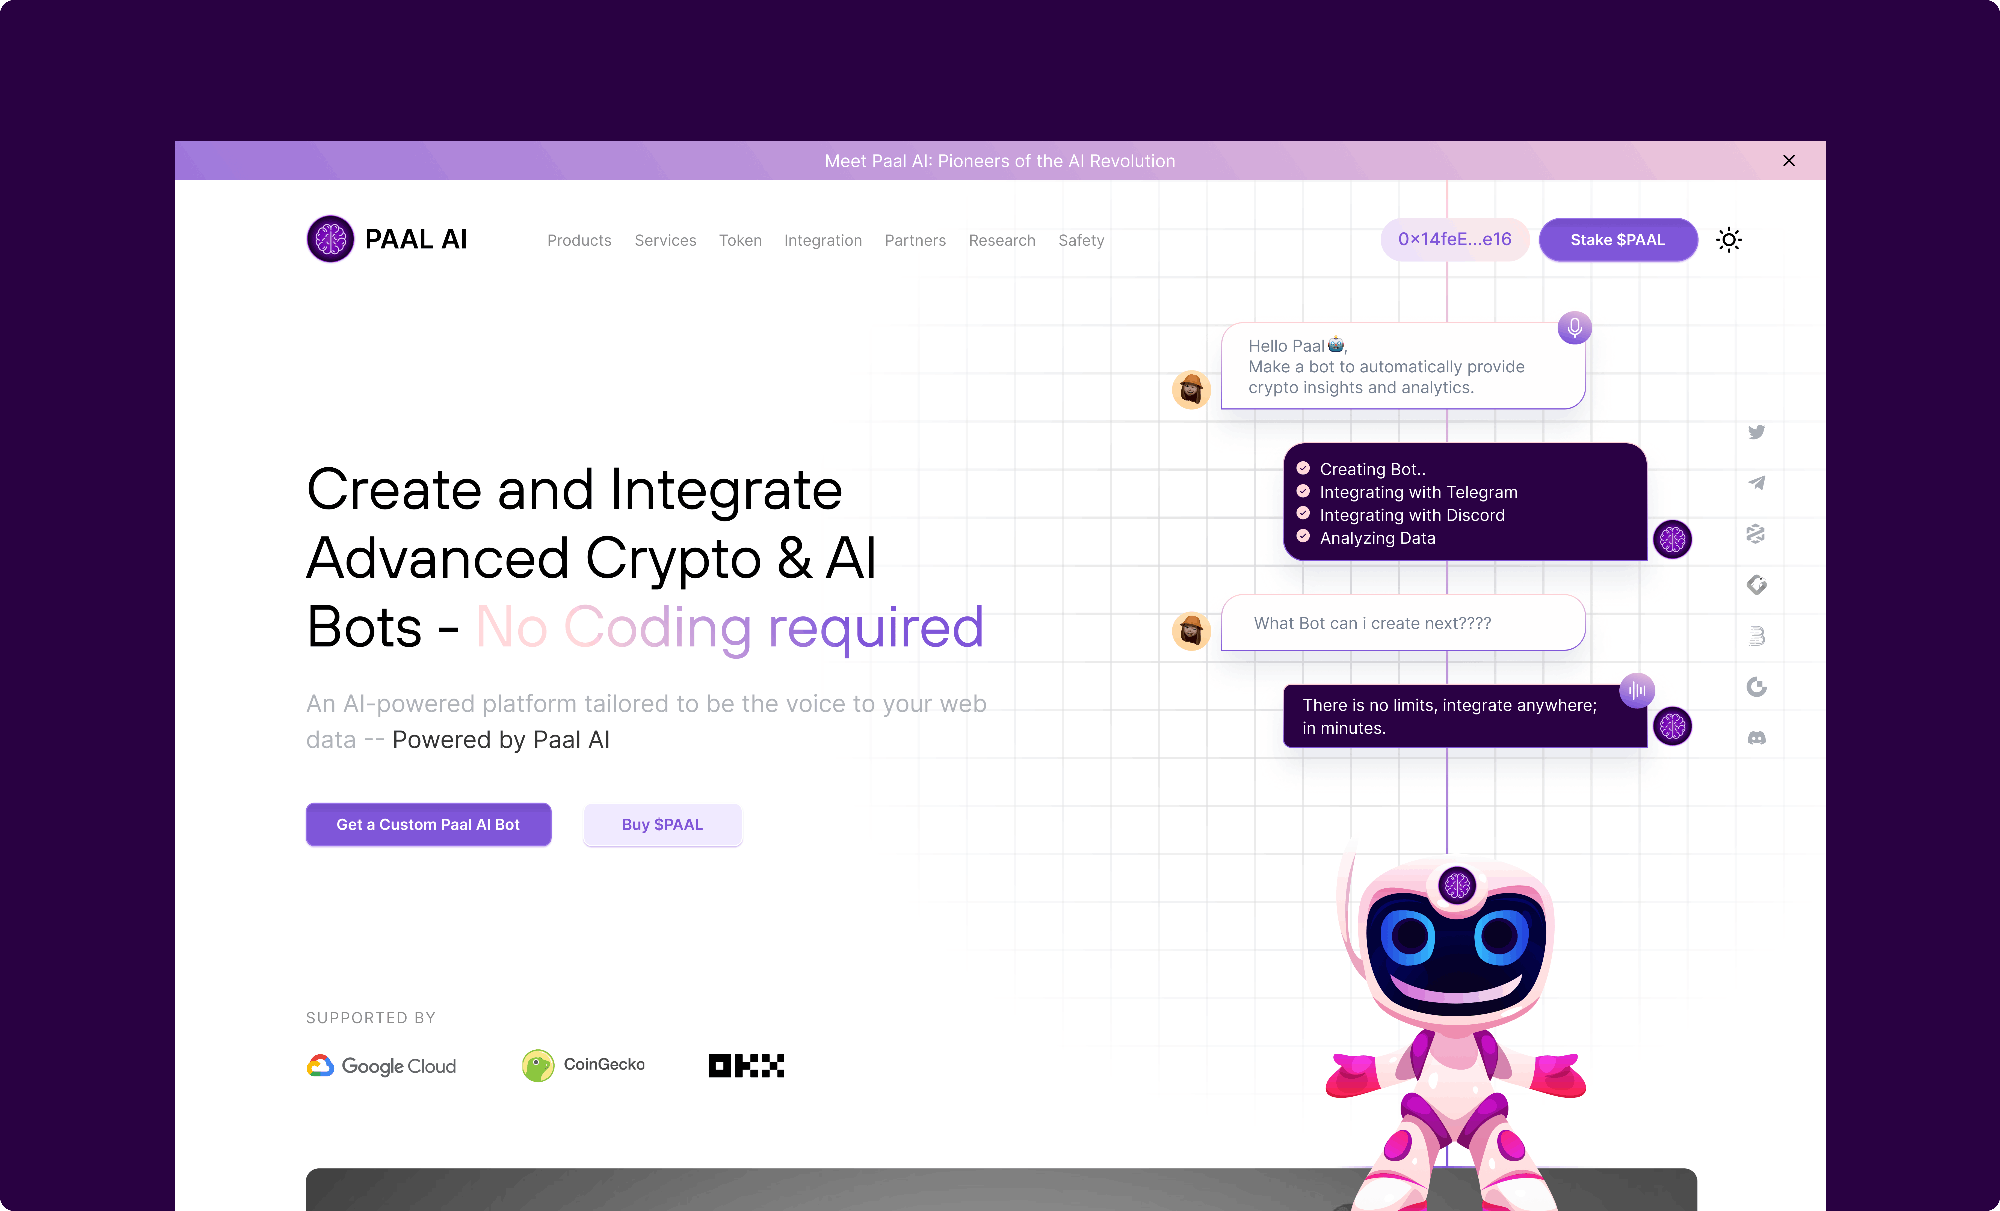 Meet Paal AI: Pioneers of the AI Revolution
PAAL AI
Products Services Token Integration Partners Research Safety
0x14feE...e16
Stake $PAAL
Hello Paal🤖,
Make a bot to automatically provide
crypto insights and analytics.
Creating Bot..
Integrating with Telegram
Integrating with Discord
Analyzing Data
What Bot can i create next????
There is no limits, integrate anywhere;
in minutes.
Create and Integrate
Advanced Crypto & AI
Bots - No Coding required
An AI-powered platform tailored to be the voice to your web
data -- Powered by Paal AI
Get a Custom Paal AI Bot
Buy $PAAL
SUPPORTED BY
Google Cloud
CoinGecko
OKX